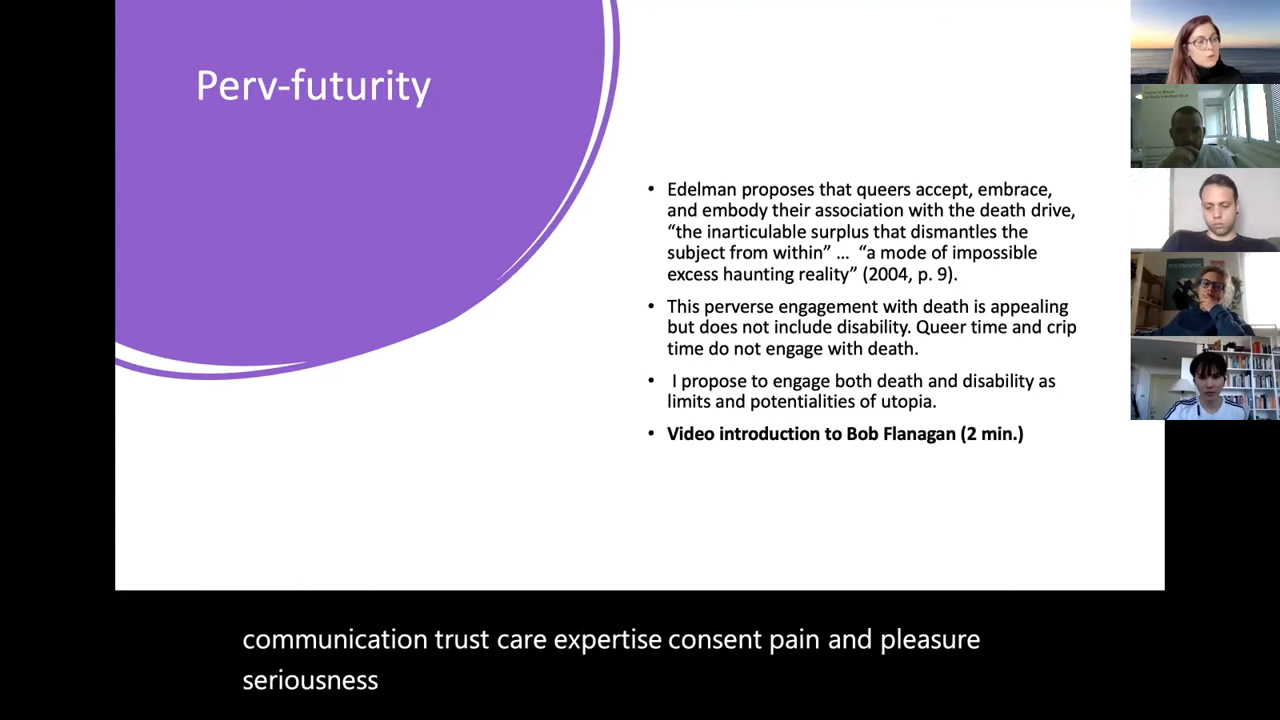 Perv-futurity
• Edelman proposes that queers accept, embrace,
and embody their association with the death drive,
“the inarticulable surplus that dismantles the
subject from within” … “a mode of impossible
excess haunting reality” (2004, p. 9).
• This perverse engagement with death is appealing
but does not include disability. Queer time and crip
time do not engage with death.
• I propose to engage both death and disability as
limits and potentialities of utopia.
• Video introduction to Bob Flanagan (2 min.)
communication trust care expertise consent pain and pleasure
seriousness